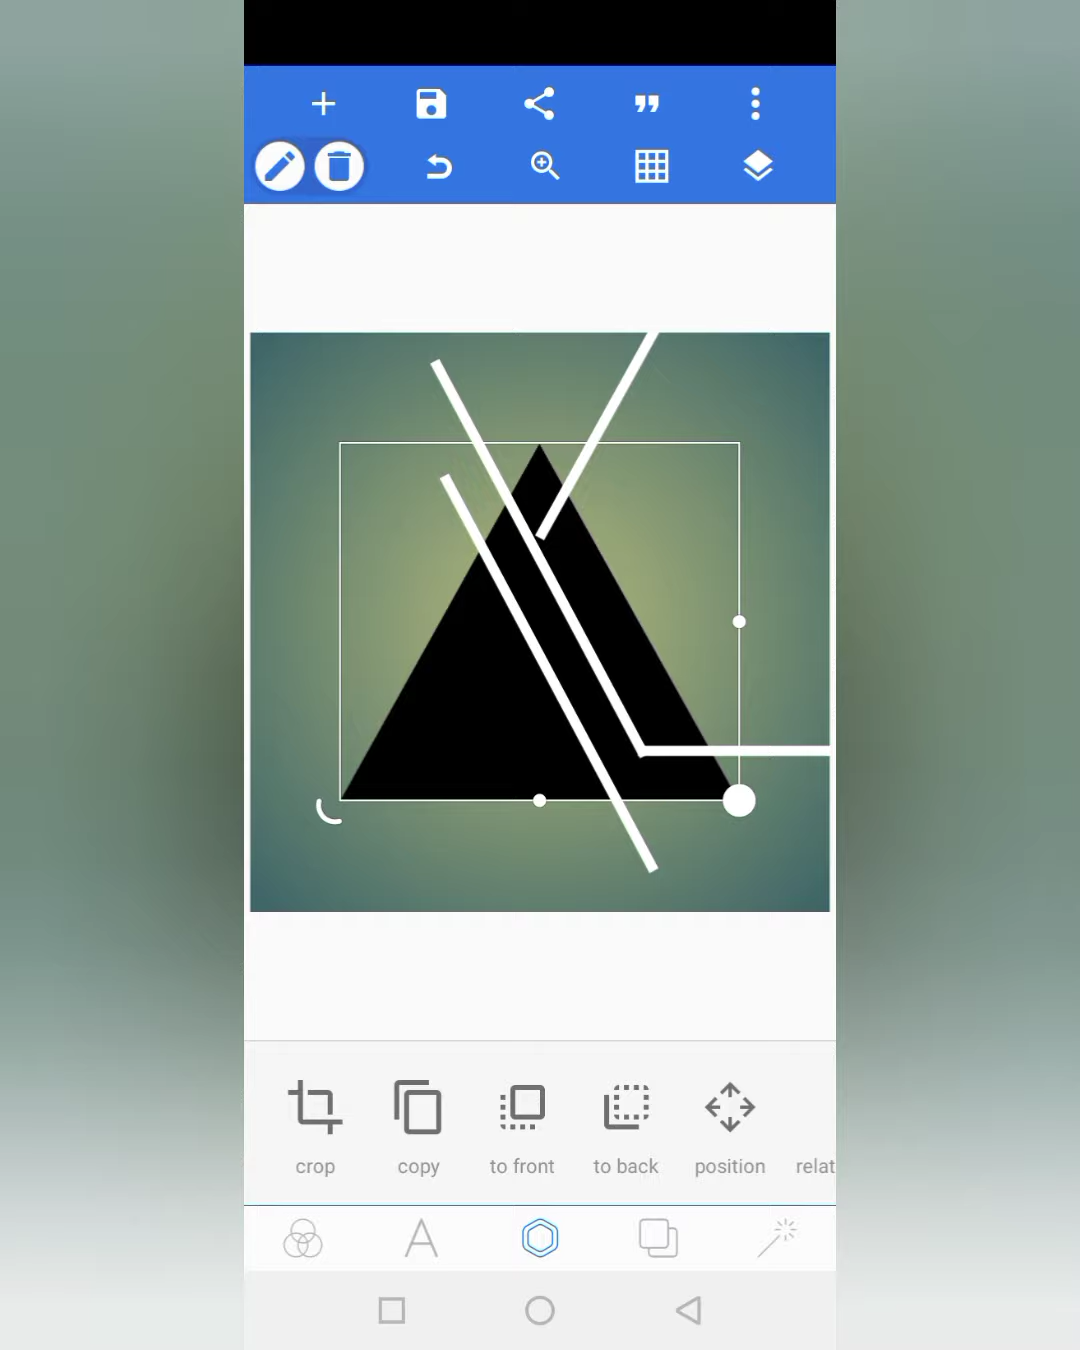 crop
copy
to front
to back
position
relat